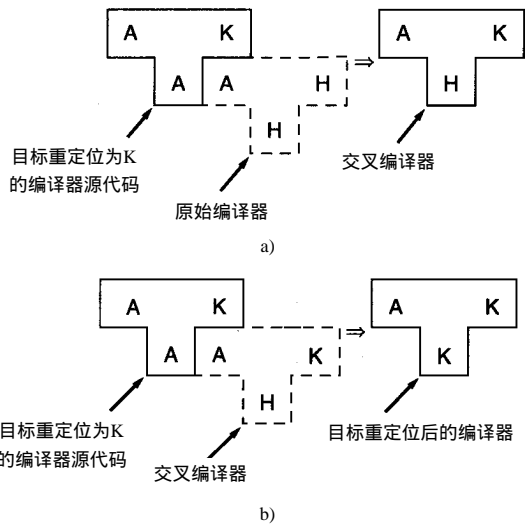 A K A K
A A H H
H
目标重定位为K
的编译器源代码
原始编译器
交叉编译器
a)
A K A K
A A K K
H
目标重定位为K
的编译器源代码
交叉编译器
目标重定位后的编译器
b)